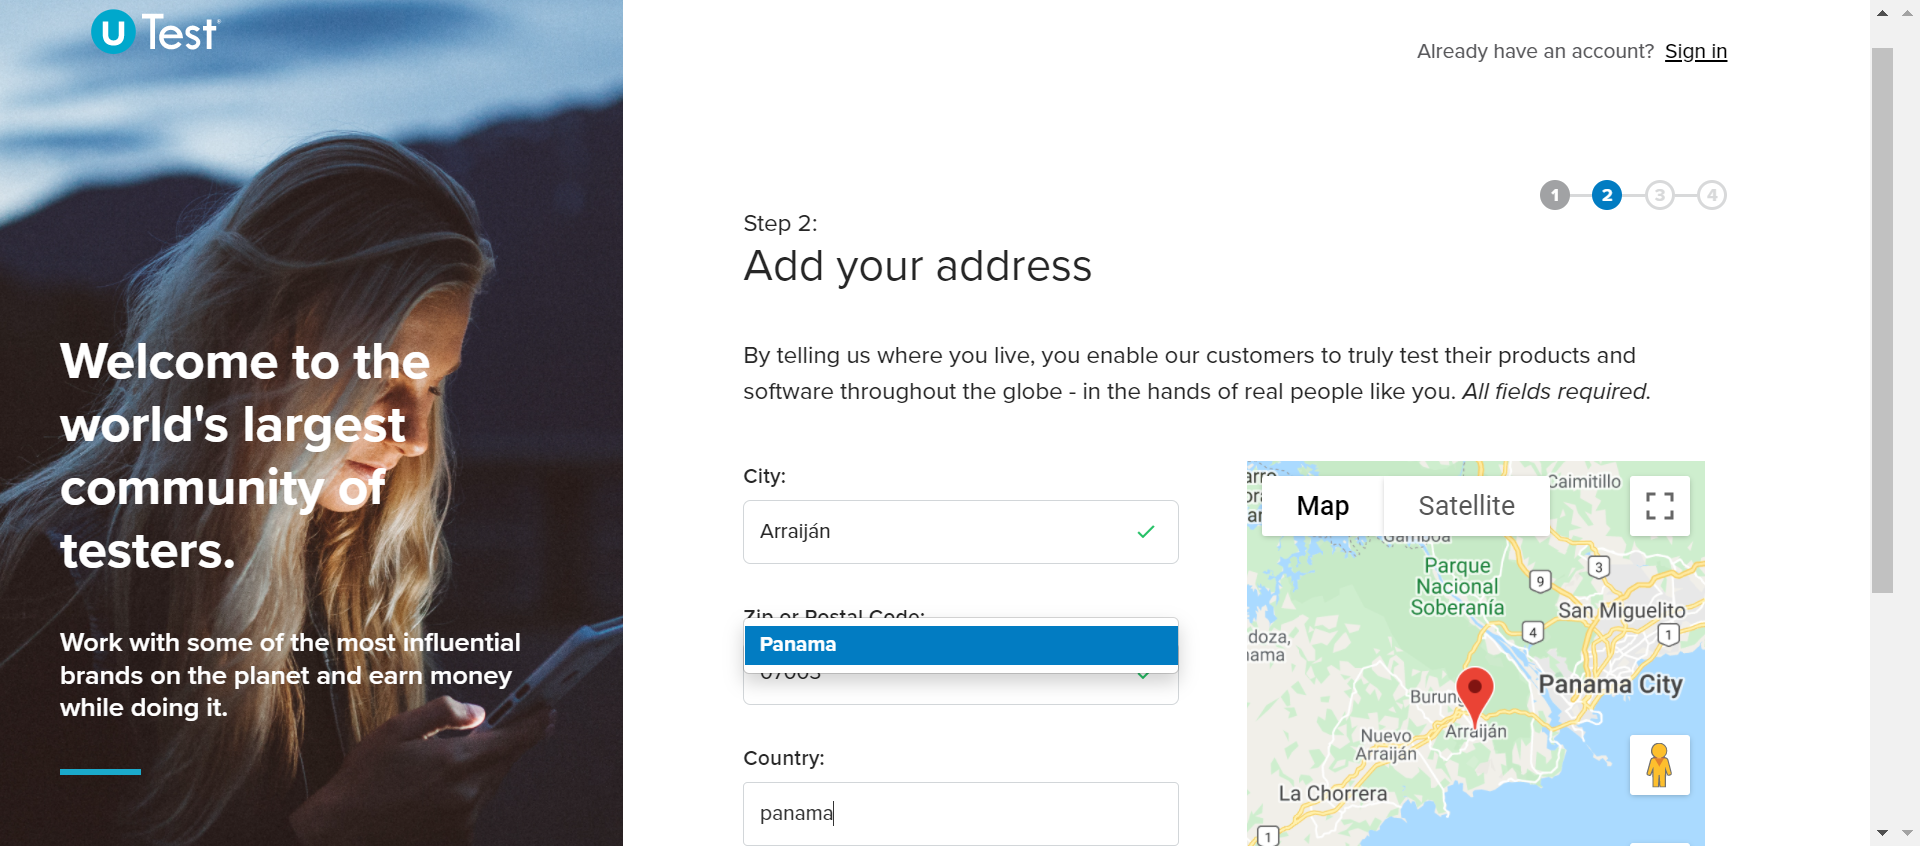 U Test
Already have an account? Sign in
1 2 3 4
Step 2:
Add your address
Welcome to the
world's largest
community of
testers.
Work with some of the most influential
brands on the planet and earn money
while doing it.
By telling us where you live, you enable our customers to truly test their products and
software throughout the globe - in the hands of real people like you. All fields required.
City:
Arraiján
Zip or Postal Code:
Panama
Country:
panama
Map
Satellite
Caimitillo
Gamboa
Parque
Nacional
Soberanía
9
3
San Miguelito
4
1
Panama City
Arraiján
Nuevo
Arraiján
La Chorrera
1